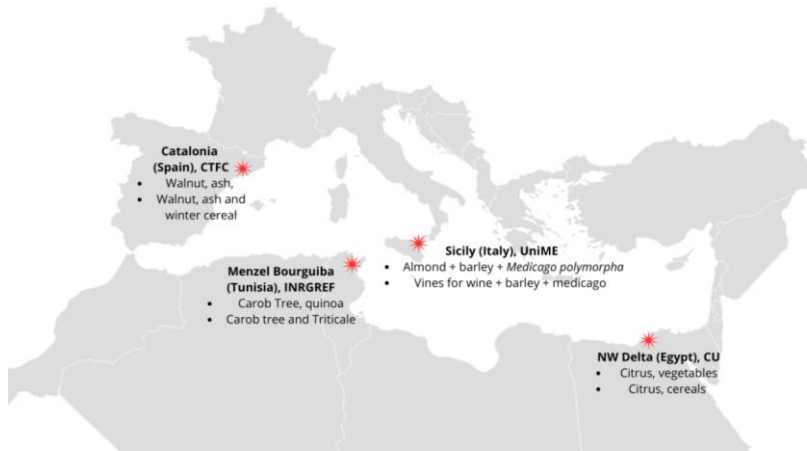 Catalonia
(Spain), CTFC
• Walnut, ash,
• Walnut, ash and
winter cereal
Sicily (Italy), UniME
• Almond + barley + Medicago polymorpha
• Vines for wine + barley + medicago
Menzel Bourguiba
(Tunisia), INRGREF
• Carob Tree, quinoa
• Carob tree and Triticale
NW Delta (Egypt), CU
• Citrus, vegetables
• Citrus, cereals